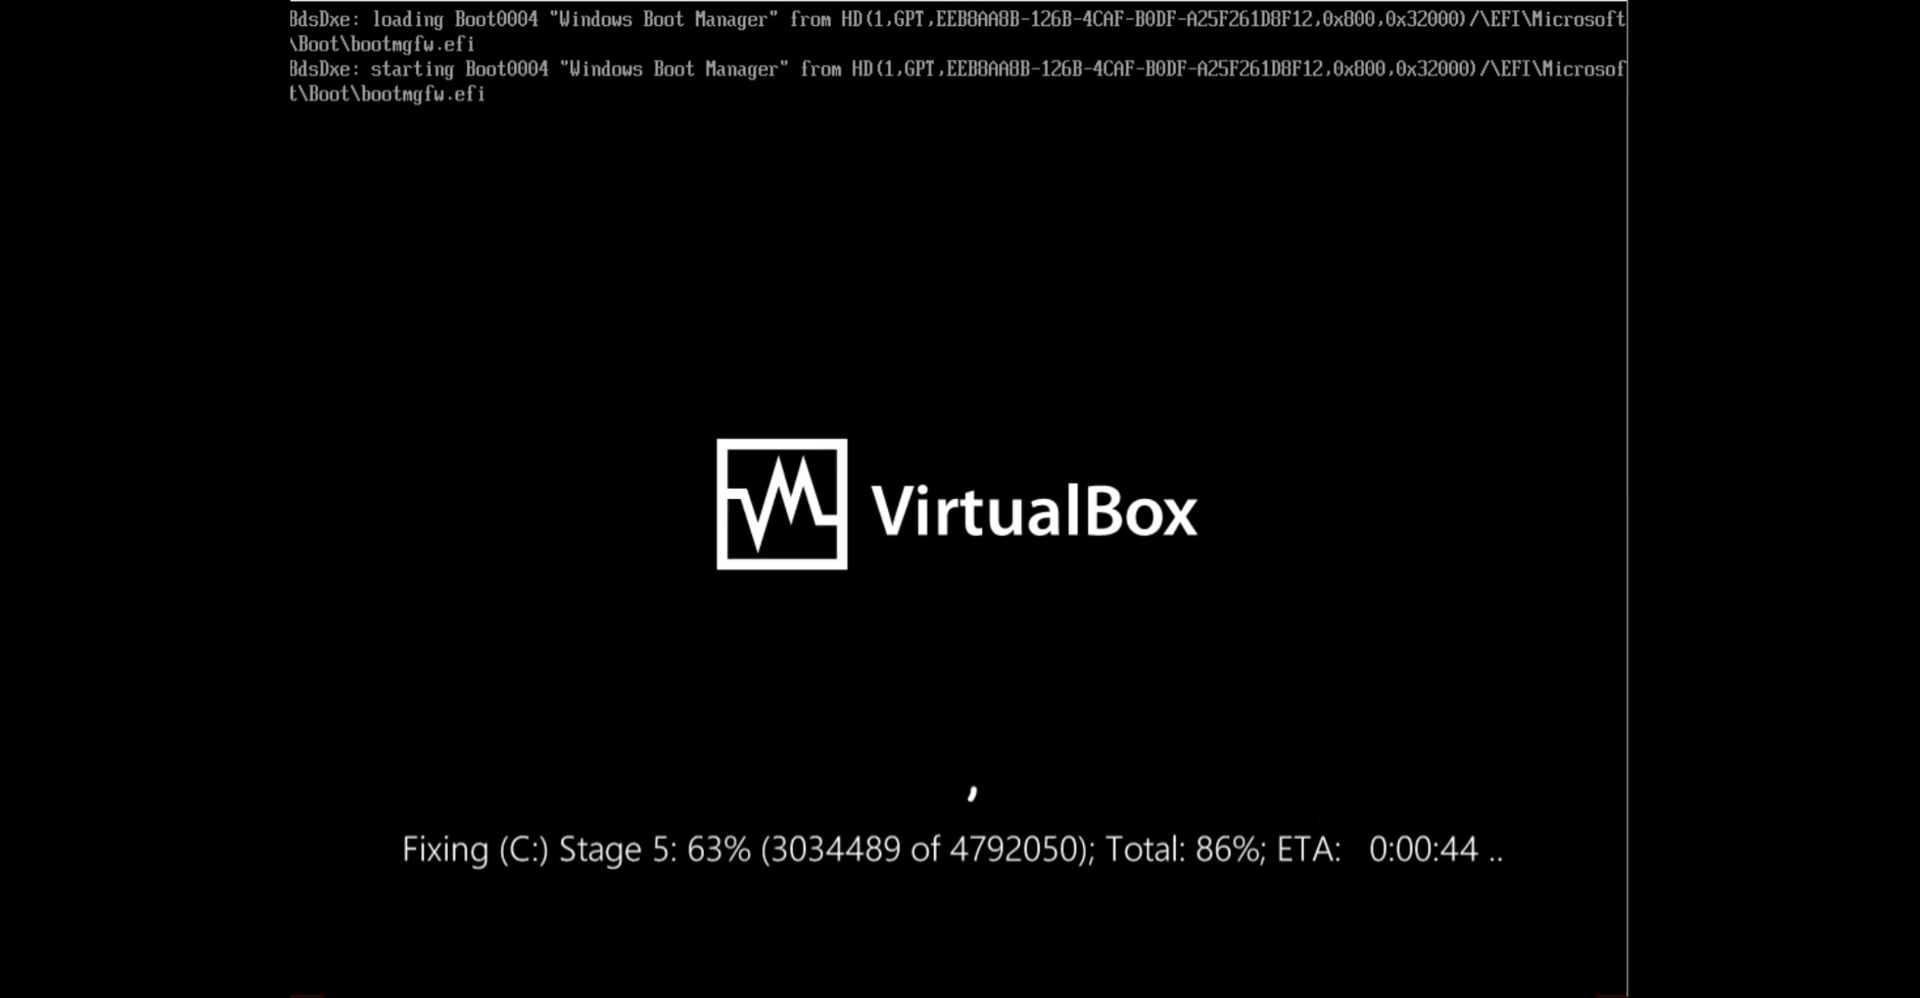 BdsDxe: loading Boot0004 "Windows Boot Manager" from HD(1,GPT,EEB8AA8B-126B-4CAF-B0DF-A25F261D8F12,0x800,0x32000)/\EFI\Microsoft
\Boot\bootmgfw.efi
BdsDxe: starting Boot0004 "Windows Boot Manager" from HD(1,GPT,EEB8AA8B-126B-4CAF-B0DF-A25F261D8F12,0x800,0x32000)/\EFI\Microsof
t\Boot\bootmgfw.efi
VirtualBox
Fixing (C:) Stage 5: 63% (3034489 of 4792050); Total: 86%; ETA:   0:00:44 ..